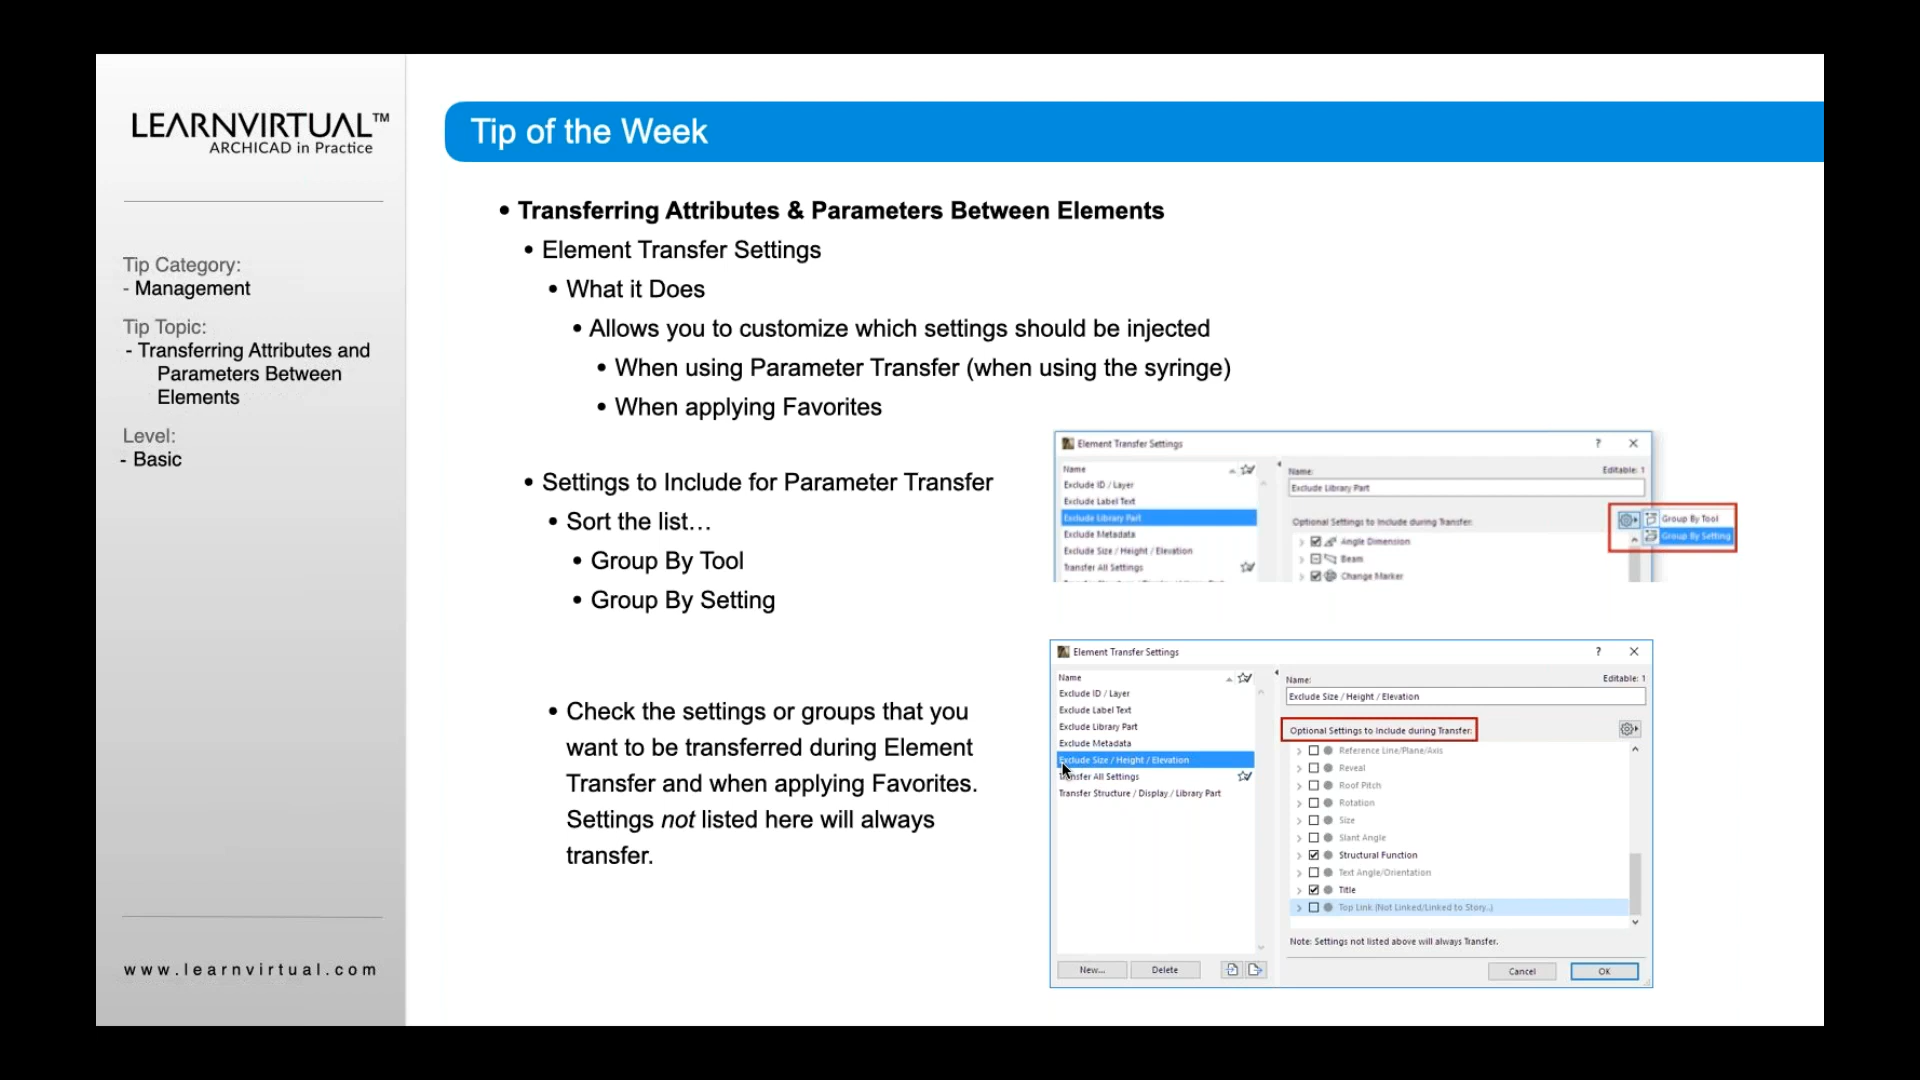 LEARNVIRTUAL™
ARCHICAD in Practice
Tip Category:
- Management
Tip Topic:
- Transferring Attributes and
Parameters Between
Elements
Level:
- Basic
www.learnvirtual.com
Tip of the Week
• Transferring Attributes & Parameters Between Elements
• Element Transfer Settings
• What it Does
• Allows you to customize which settings should be injected
• When using Parameter Transfer (when using the syringe)
• When applying Favorites
• Settings to Include for Parameter Transfer
• Sort the list…
• Group By Tool
• Group By Setting
• Check the settings or groups that you
want to be transferred during Element
Transfer and when applying Favorites.
Settings not listed here will always
transfer.
Element Transfer Settings
Name
Exclude ID / Layer
Exclude Label Text
Exclude Library Part
Exclude Metadata
Exclude Size / Height / Elevation
Transfer All Settings
Name:
Editable: 1
Exclude Library Part
Optional Settings to Include during Transfer:
Angle Dimension
Beam
Change Marker
Group By Tool
Group By Setting
Element Transfer Settings
Name
Exclude ID / Layer
Exclude Label Text
Exclude Library Part
Exclude Metadata
Exclude Size / Height / Elevation
Transfer All Settings
Transfer Structure / Display / Library Part
New...
Delete
Name:
Editable: 1
Exclude Size / Height / Elevation
Optional Settings to Include during Transfer:
Reference Line/Plane/Axis
Reveal
Roof Pitch
Rotation
Size
Slant Angle
Structural Function
Text Angle/Orientation
Title
Top Link (Not Linked/Linked to Story..)
Note: Settings not listed above will always Transfer.
Cancel
OK